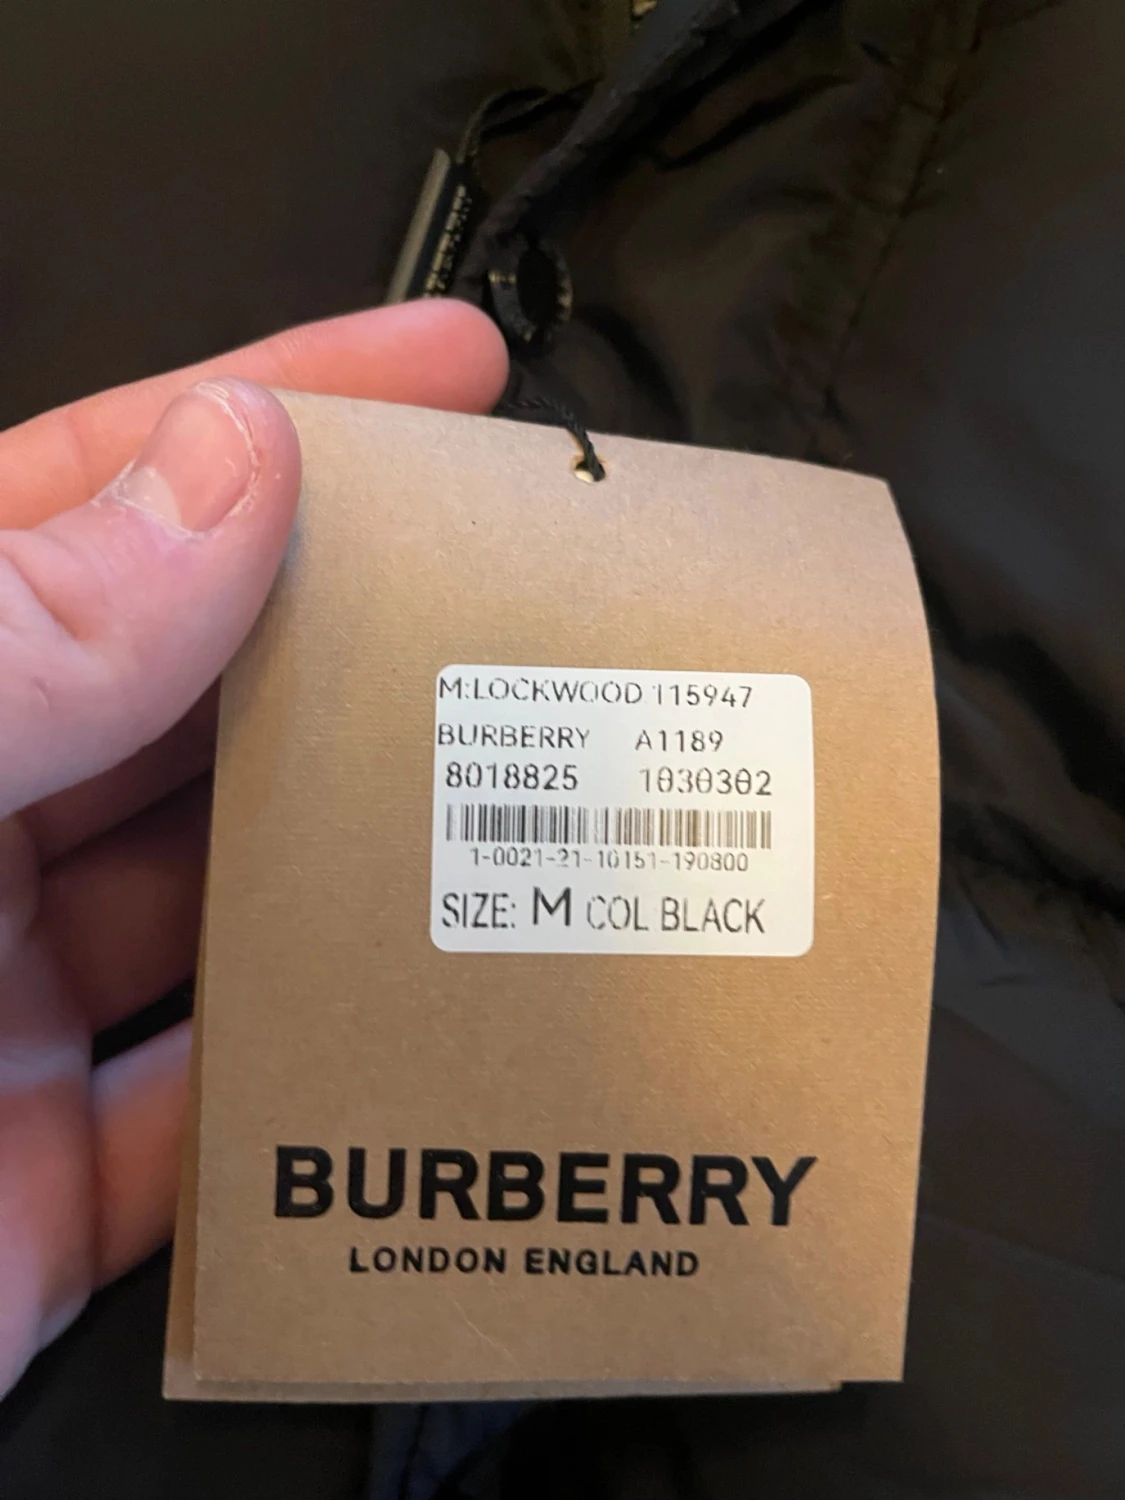 M:LOCKWOOD 115947
BURBERRY A1189
8018825 1030302
1-0021-21-10151-190800
SIZE: M COL BLACK
BURBERRY
LONDON ENGLAND